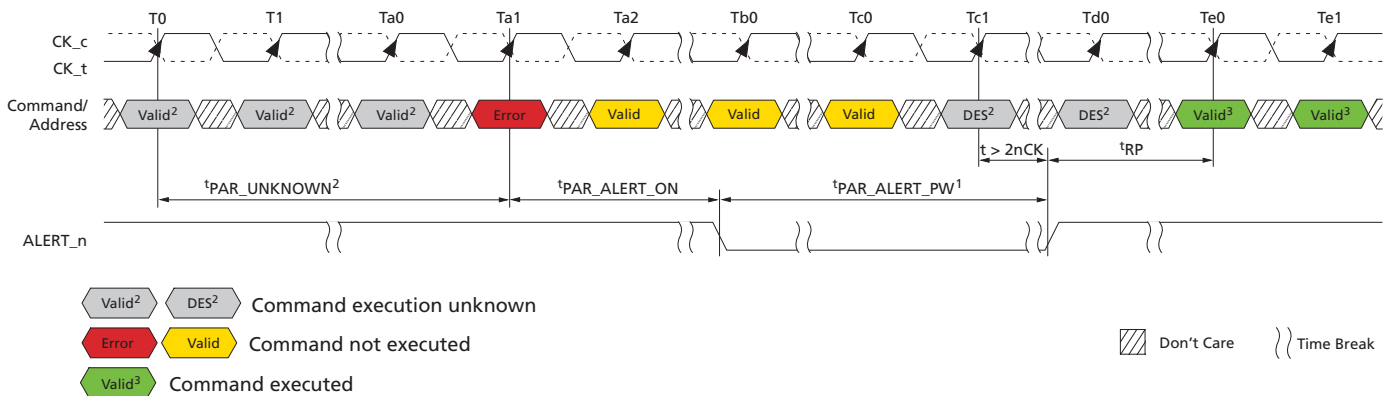 T0 T1 Ta0 Ta1 Ta2 Tb0 Tc0 Tc1 Td0 Te0 Te1
CK_c
CK_t
Command/
Address
Valid² Valid² Valid² Error Valid Valid Valid DES² DES² Valid³ Valid³
t > 2nCK
tRP
tPAR_UNKNOWN²
tPAR_ALERT_ON
tPAR_ALERT_PW¹
ALERT_n
Valid² DES² Command execution unknown
Error Valid Command not executed
Don't Care
Time Break
Valid³ Command executed